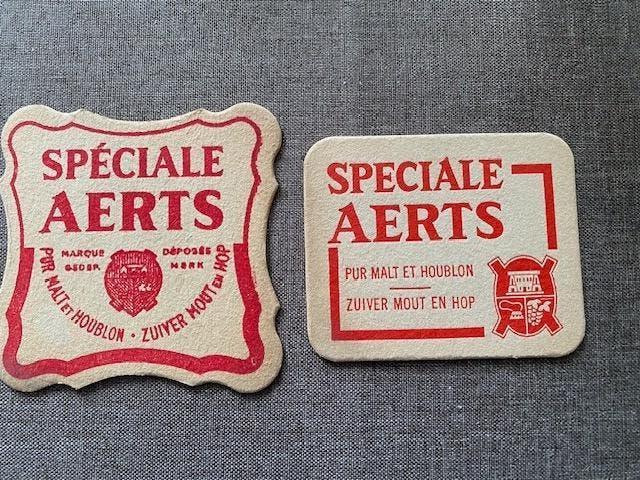 SPÉCIALE
AERTS
MARQUE DÉPOSÉE
GEDEP. MERK
PUR MALT ET HOUBLON • ZUIVER MOUT EN HOP
SPECIALE
AERTS
PUR MALT ET HOUBLON
ZUIVER MOUT EN HOP